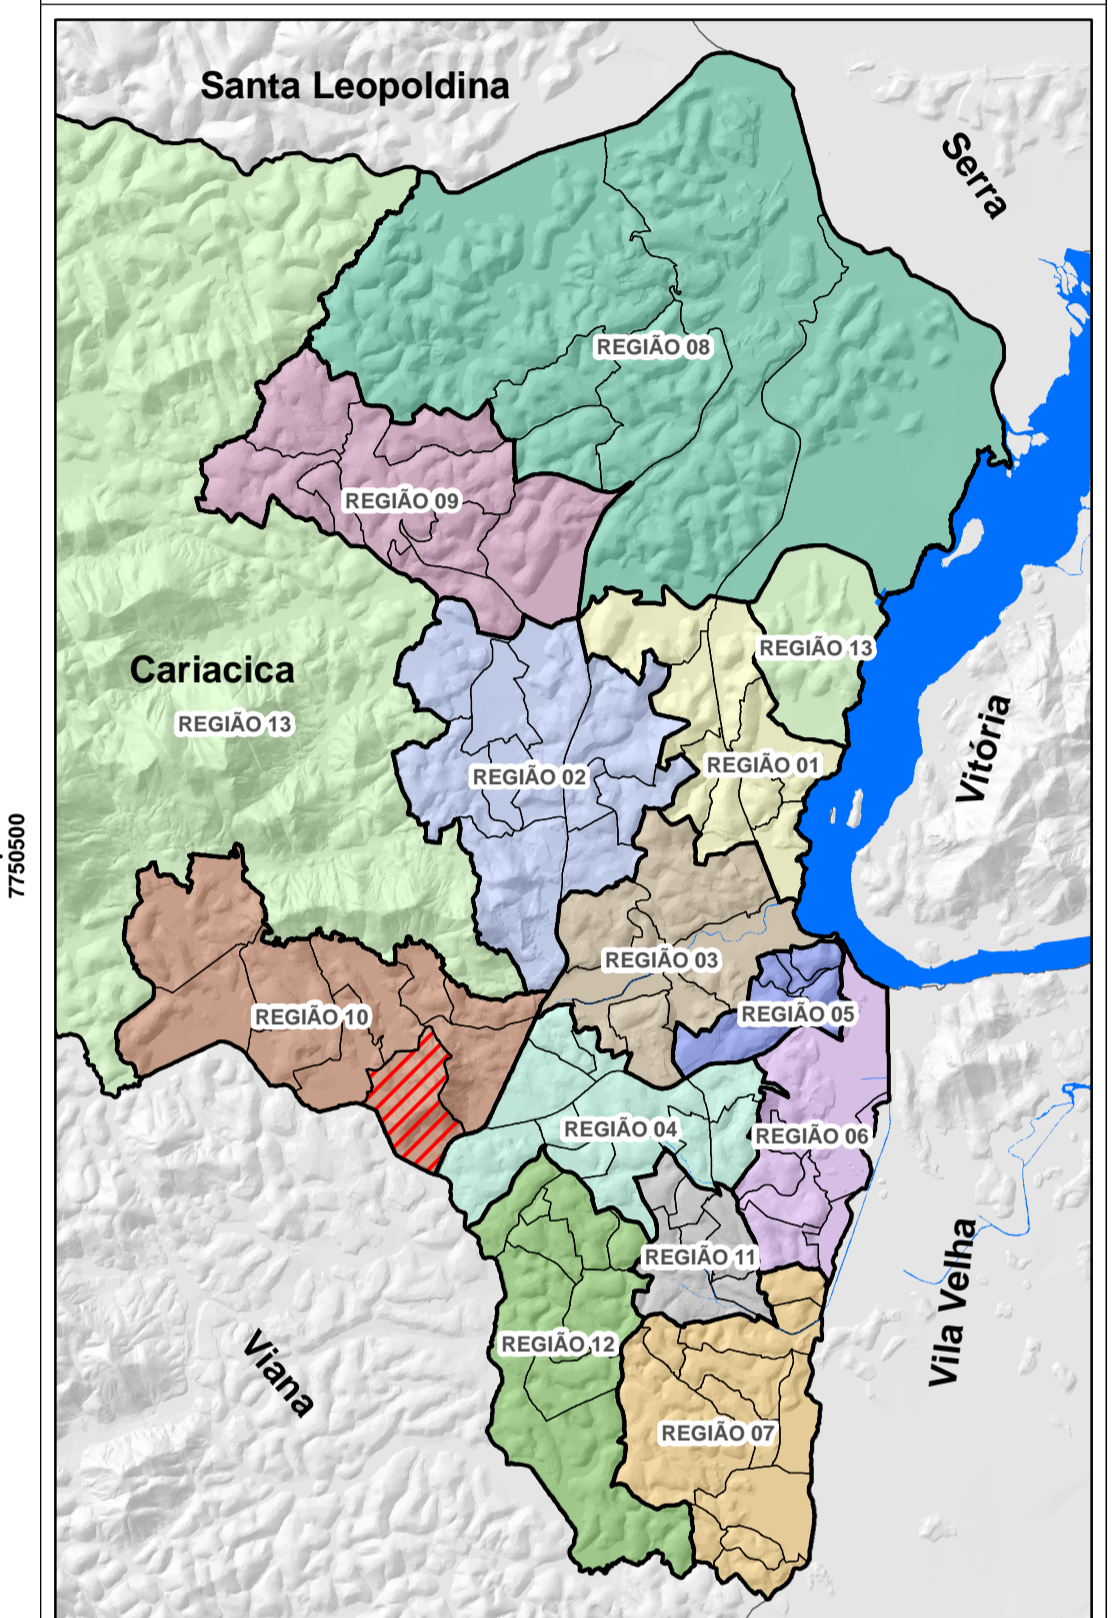 Santa Leopoldina
Serra
REGIÃO 08
REGIÃO 09
REGIÃO 13
Cariacica
REGIÃO 13
Vitória
REGIÃO 01
REGIÃO 02
7750500
REGIÃO 03
REGIÃO 05
REGIÃO 10
REGIÃO 04
REGIÃO 06
REGIÃO 11
Vila Velha
REGIÃO 12
Viana
REGIÃO 07